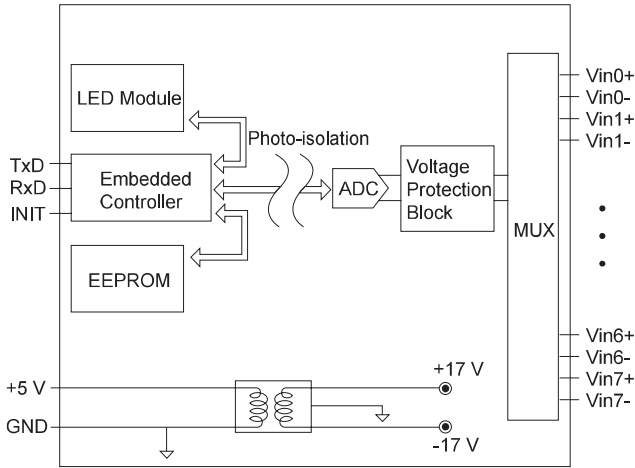 LED Module
Photo-isolation
TxD
RxD
INIT
Embedded
Controller
ADC
Voltage
Protection
Block
MUX
Vin0+
Vin0-
Vin1+
Vin1-
EEPROM
Vin6+
Vin6-
Vin7+
Vin7-
+5 V
GND
+17 V
-17 V